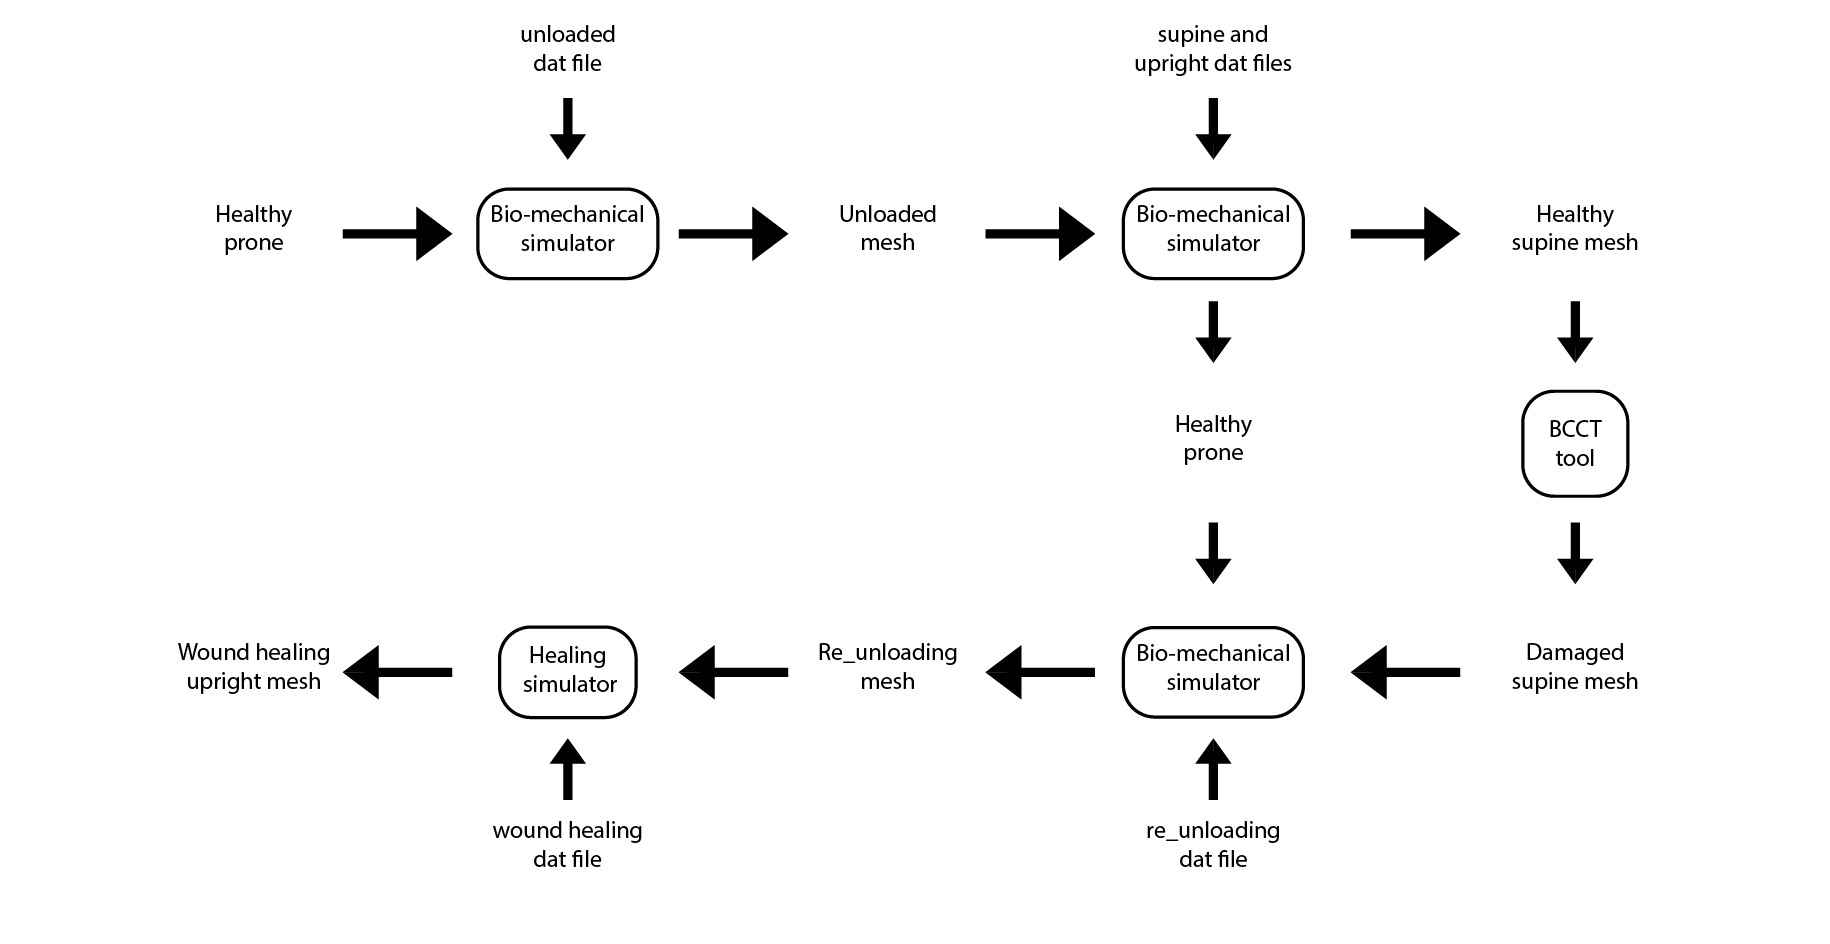 unloaded
dat file
supine and
upright dat files
Healthy
prone
Bio-mechanical
simulator
Unloaded
mesh
Bio-mechanical
simulator
Healthy
supine mesh
Healthy
prone
BCCT
tool
Wound healing
upright mesh
Healing
simulator
Re_unloading
mesh
Bio-mechanical
simulator
Damaged
supine mesh
wound healing
dat file
re_unloading
dat file